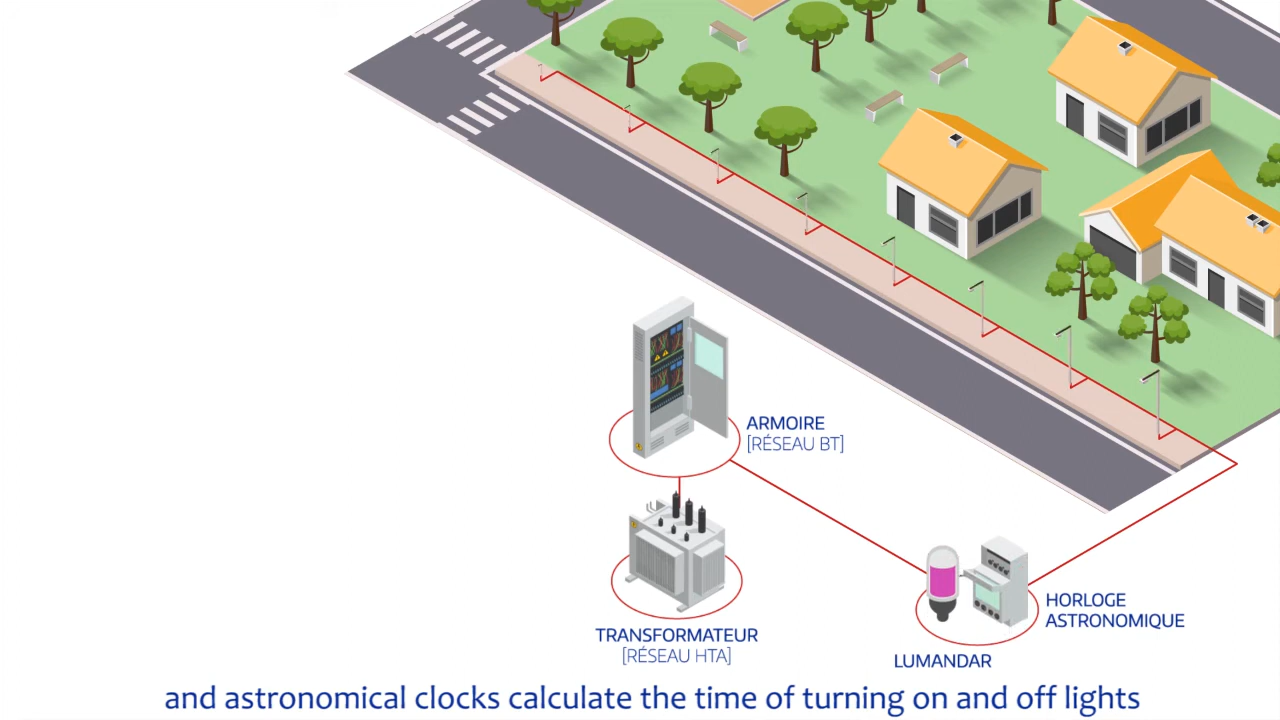 ARMOIRE
[RÉSEAU BT]
TRANSFORMATEUR
[RÉSEAU HTA]
HORLOGE
ASTRONOMIQUE
LUMANDAR
and astronomical clocks calculate the time of turning on and off lights